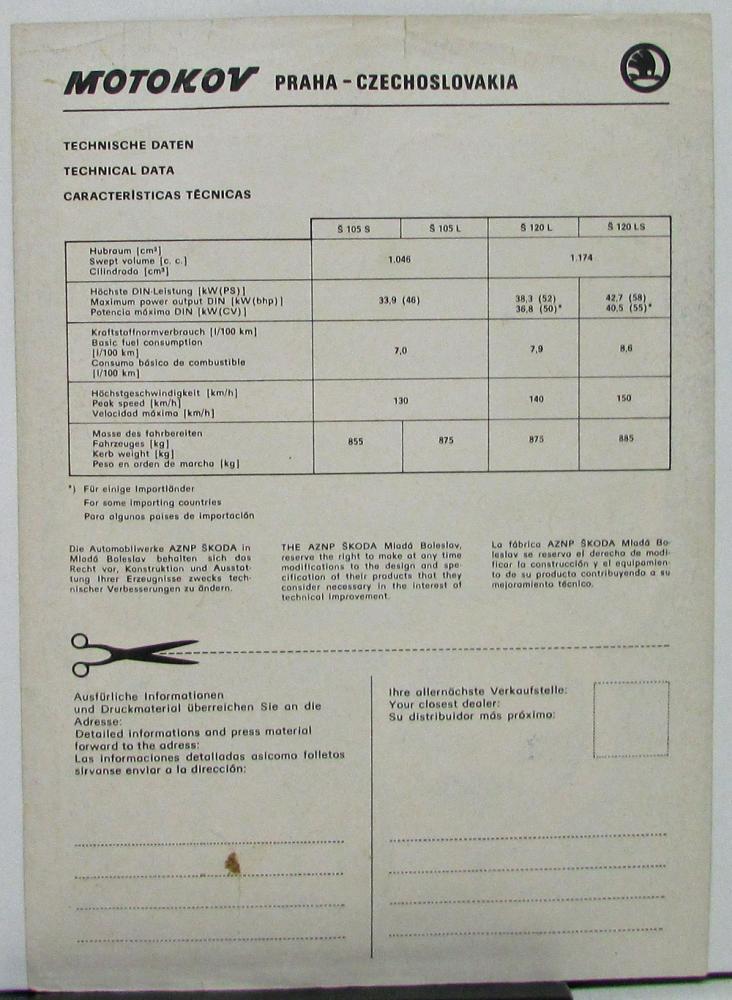 MOTOKOV PRAHA – CZECHOSLOVAKIA
TECHNISCHE DATEN
TECHNICAL DATA
CARACTERÍSTICAS TÉCNICAS
Š 105 S Š 105 L Š 120 L Š 120 LS
Hubraum [cm³]
Swept volume [c. c.]
Cilindrada [cm³]
1.046 1.174
Höchste DIN-Leistung [kW(PS)]
Maximum power output DIN [kW(bhp)]
Potencia máxima DIN [kW(CV)]
33,9 (46) 38,3 (52) 42,7 (58)
36,8 (50)* 40,5 (55)*
Kraftstoffnormverbrauch [l/100 km]
Basic fuel consumption
[l/100 km]
Consumo básico de combustible
[l/100 km]
7,0 7,9 8,6
Höchstgeschwindigkeit [km/h]
Peak speed [km/h]
Velocidad máxima [km/h]
130 140 150
Masse des fahrbereiten
Fahrzeuges [kg]
Kerb weight [kg]
Peso en orden de marcha [kg]
855 875 875 885
*) Für einige Importländer
For some importing countries
Para algunos países de importación
Die Automobilwerke AZNP ŠKODA in
Mladá Boleslav behalten sich das
Recht vor, Konstruktion und Ausstat-
tung ihrer Erzeugnisse zwecks tech-
nischer Verbesserungen zu ändern.
THE AZNP ŠKODA Mladá Boleslav,
reserve the right to make at any time
modifications to the design and spe-
cification of their products that they
consider necessary in the interest of
technical improvement.
La fábrica AZNP ŠKODA Mladá Bo-
leslav se reserva el derecho de modi-
ficar la construcción y el equipamien-
to de su producto contribuyendo a su
mejoramiento técnico.
Ausfürliche Informationen
und Druckmaterial überreichen Sie an die
Adresse:
Detailed informations and press material
forward to the adress:
Las informaciones detalladas asicomo folletos
sirvanse enviar a la dirección:
Ihre allernächste Verkaufstelle:
Your closest dealer:
Su distribuidor más próximo: